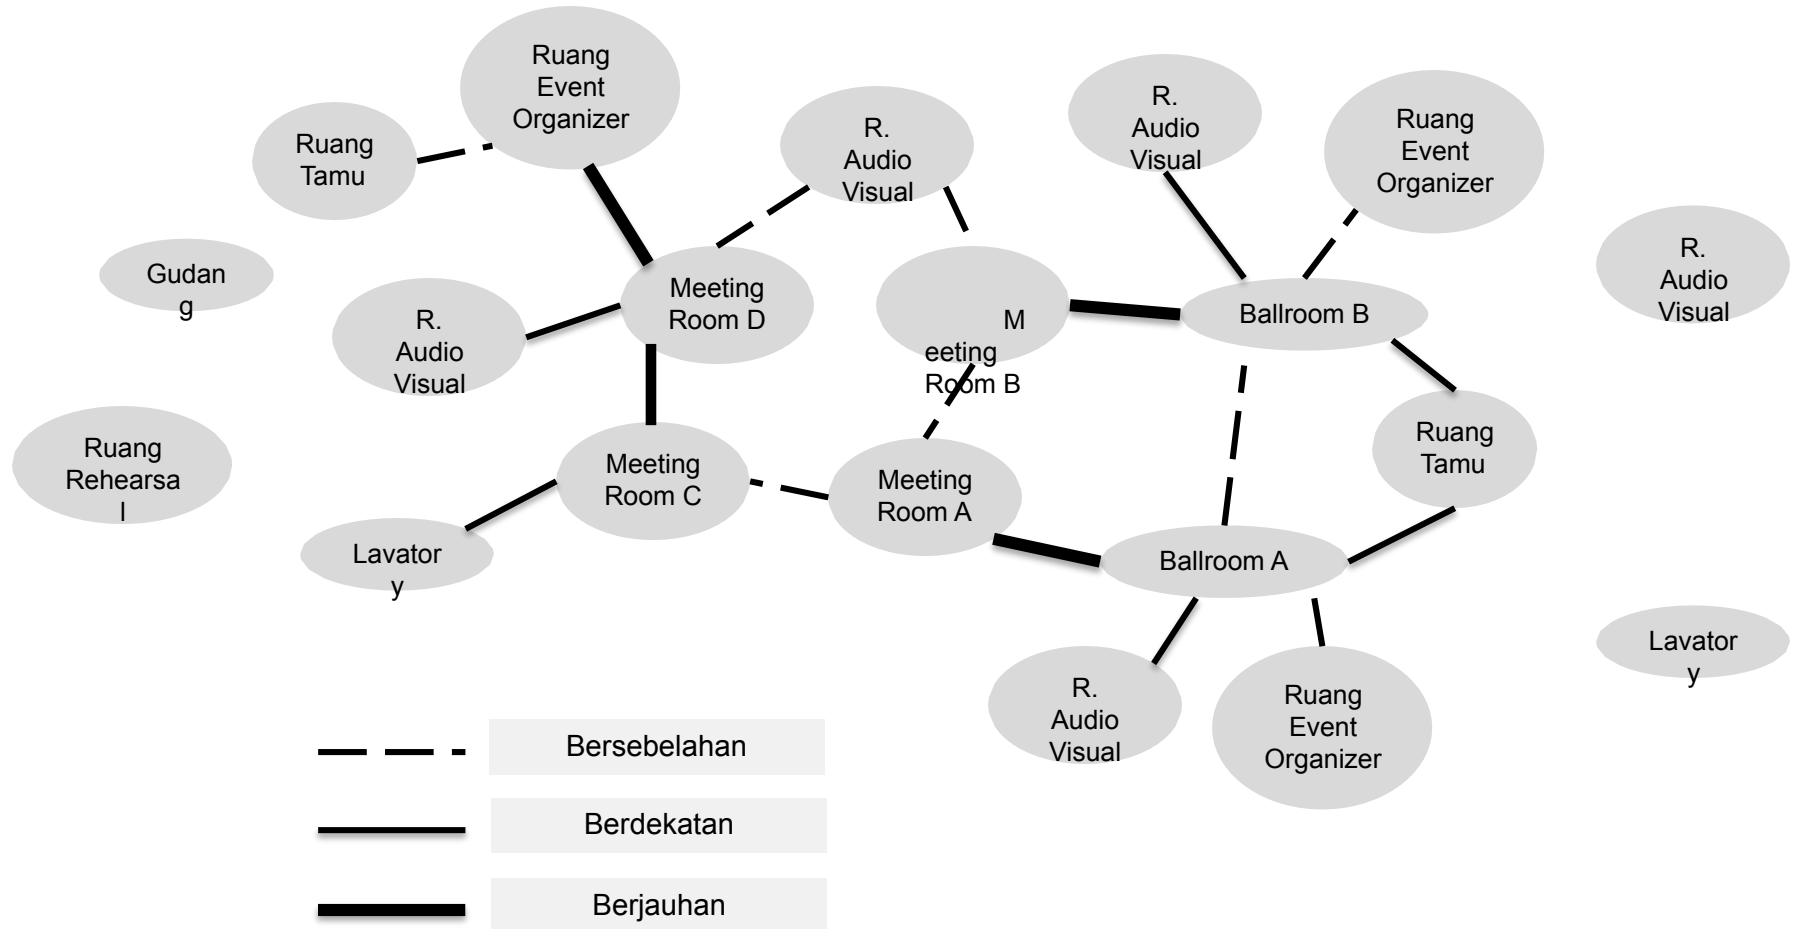 Ruang
Event
Organizer
Ruang
Tamu
R.
Audio
Visual
R.
Audio
Visual
Ruang
Event
Organizer
R.
Audio
Visual
Gudan
g
R.
Audio
Visual
Meeting
Room D
M
eeting
Room B
Ballroom B
Ruang
Rehearsa
l
Meeting
Room C
Meeting
Room A
Ruang
Tamu
Lavator
y
Ballroom A
Lavator
y
R.
Audio
Visual
Ruang
Event
Organizer
Bersebelahan
Berdekatan
Berjauhan